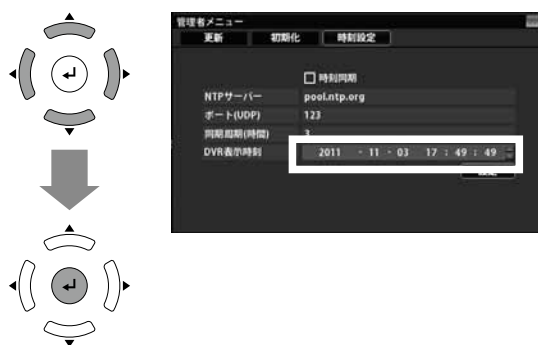 管理者メニュー
更新 初期化 時刻設定
時刻同期
NTPサーバー pool.ntp.org
ポート(UDP) 123
同期周期(時間) 3
DVR表示時刻 2011 - 11 - 03 17 : 49 : 49